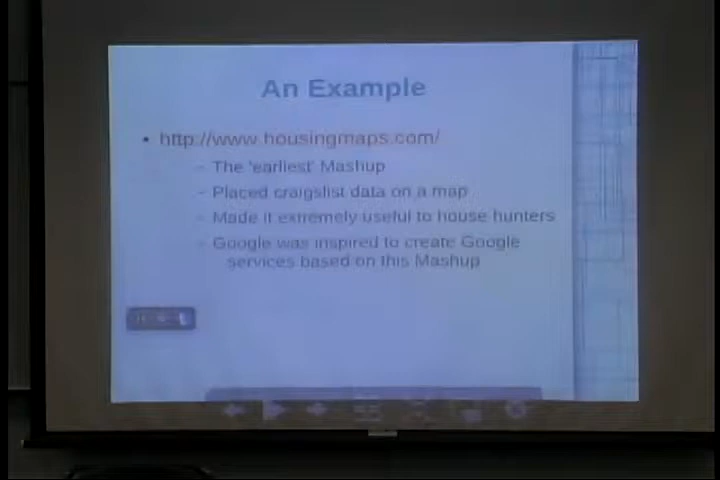 An Example
• http://www.housingmaps.com/
– The 'earliest' Mashup
– Placed craigslist data on a map
– Made it extremely useful to house hunters
– Google was inspired to create Google
services based on this Mashup